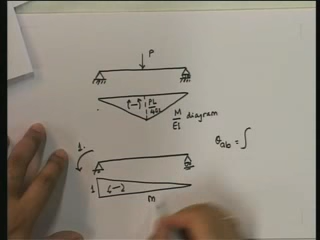 P
PL
4EI
M
EI diagram
θab = ∫
1.
1
m